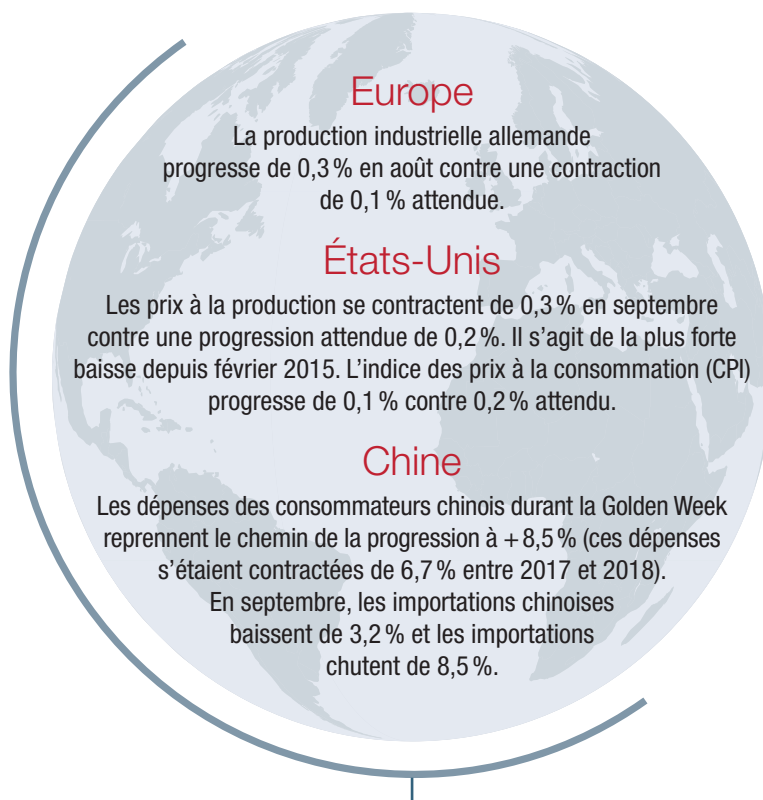 Europe
La production industrielle allemande
progresse de 0,3 % en août contre une contraction
de 0,1 % attendue.
États-Unis
Les prix à la production se contractent de 0,3 % en septembre
contre une progression attendue de 0,2 %. Il s’agit de la plus forte
baisse depuis février 2015. L’indice des prix à la consommation (CPI)
progresse de 0,1 % contre 0,2 % attendu.
Chine
Les dépenses des consommateurs chinois durant la Golden Week
reprennent le chemin de la progression à + 8,5 % (ces dépenses
s’étaient contractées de 6,7 % entre 2017 et 2018).
En septembre, les importations chinoises
baissent de 3,2 % et les importations
chutent de 8,5 %.